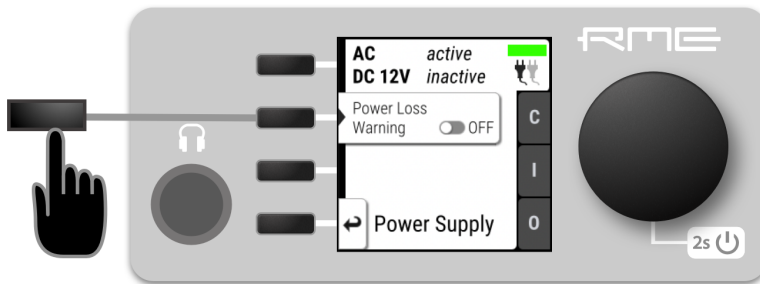 RME
AC active
DC 12V inactive
Power Loss
Warning OFF
C
I
O
Power Supply
2s